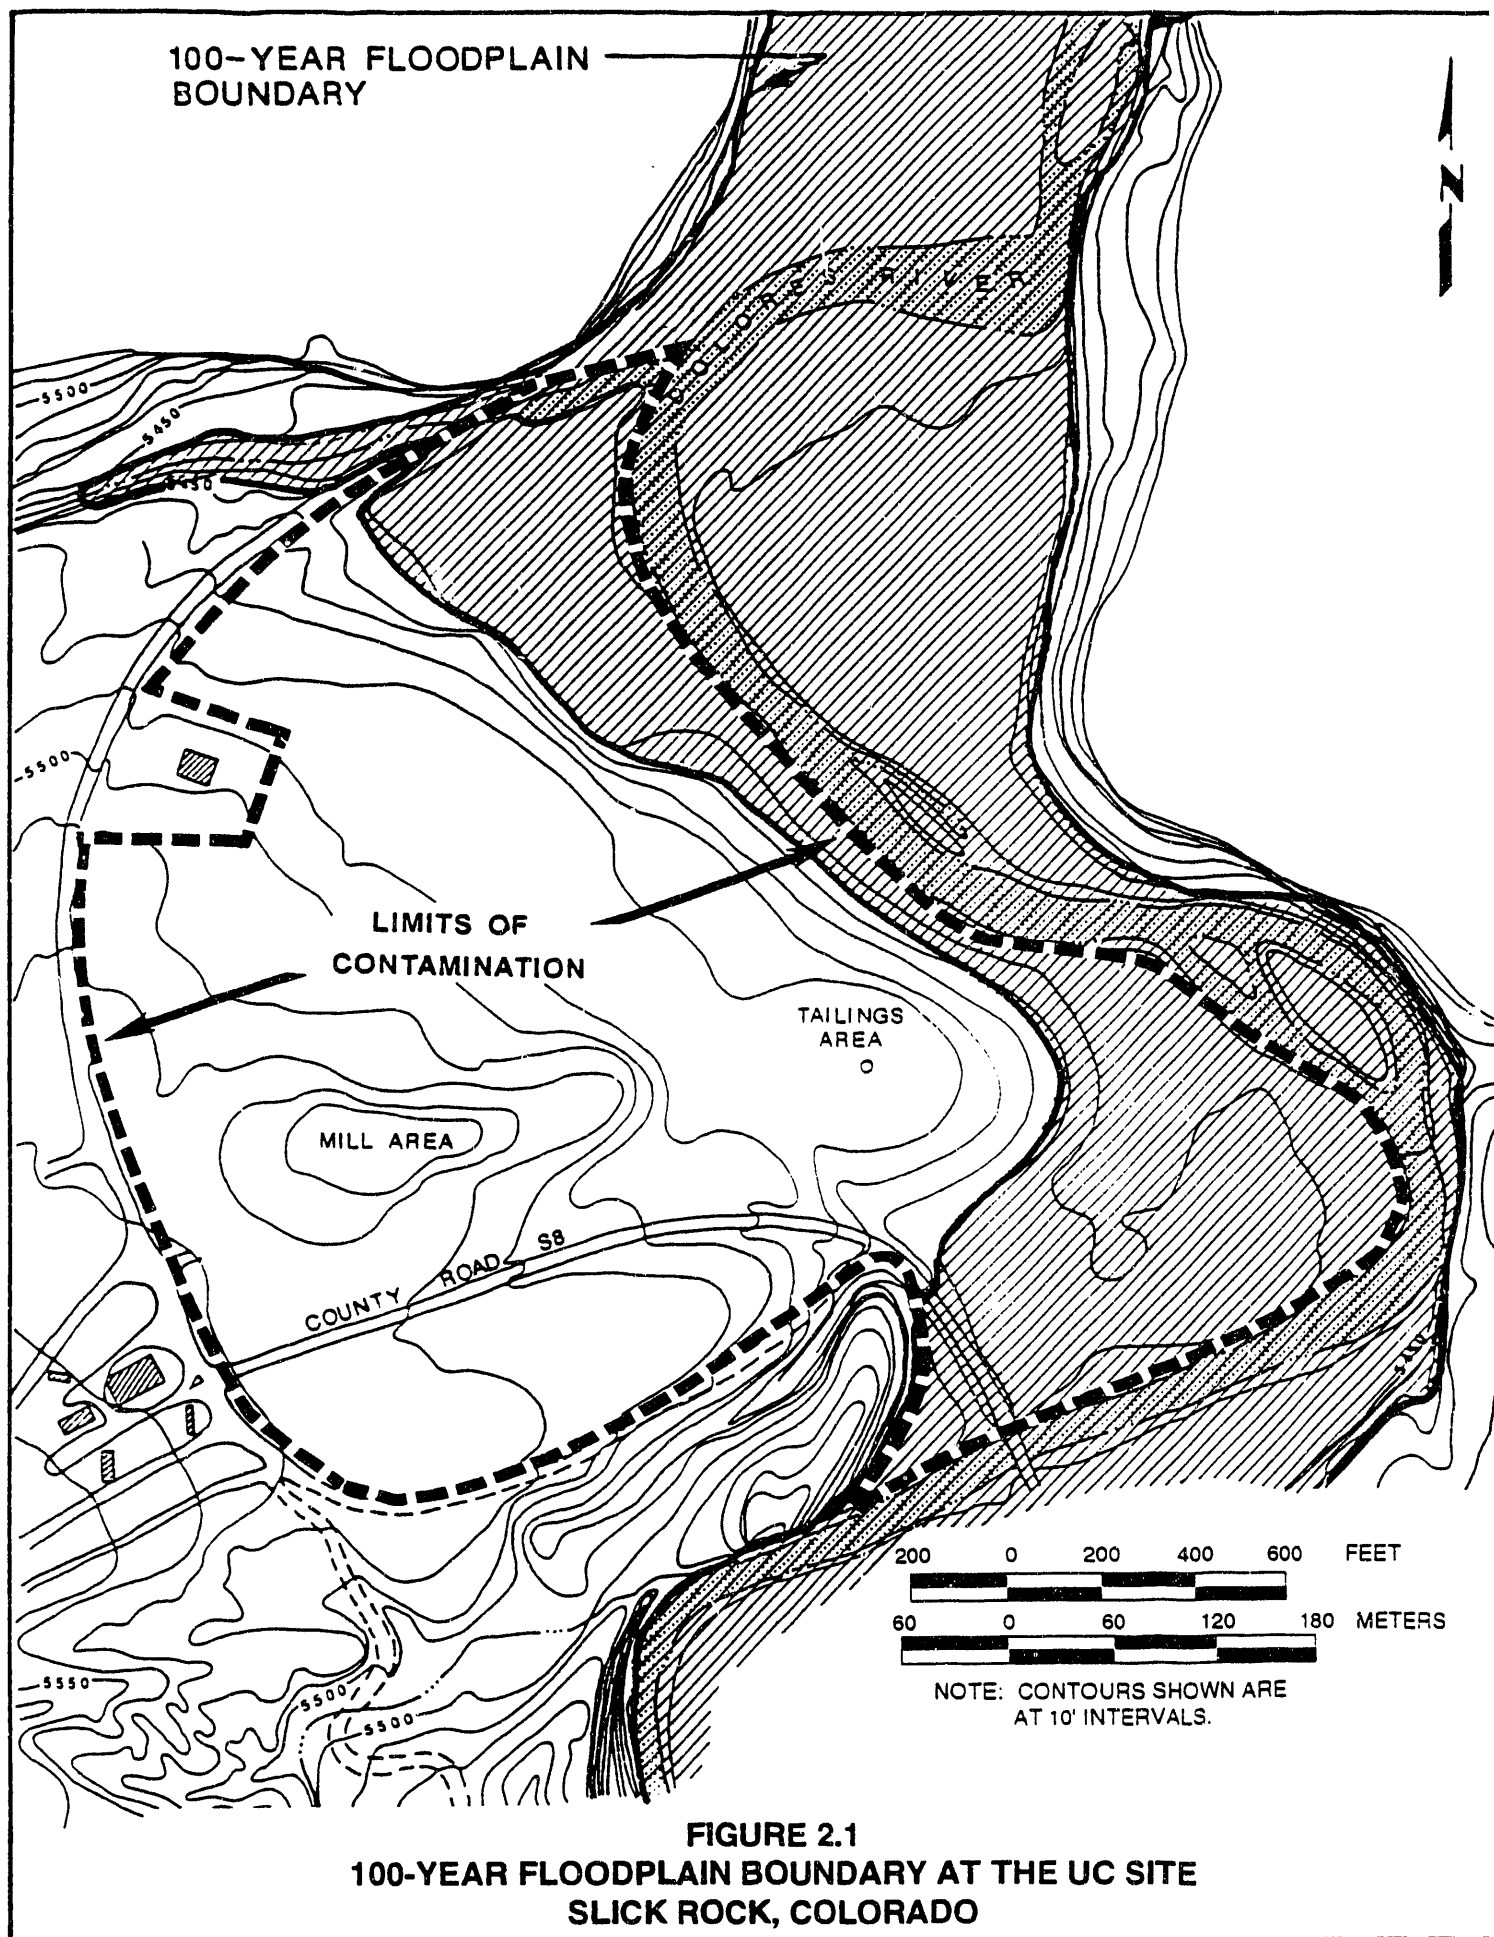 100-YEAR FLOODPLAIN
BOUNDARY
N
DOLORES RIVER
5500
5450
5450
5500
LIMITS OF
CONTAMINATION
TAILINGS
AREA
MILL AREA
COUNTY ROAD S8
200 0 200 400 600 FEET
60 0 60 120 180 METERS
NOTE: CONTOURS SHOWN ARE
AT 10' INTERVALS.
5550
5500
5500
FIGURE 2.1
100-YEAR FLOODPLAIN BOUNDARY AT THE UC SITE
SLICK ROCK, COLORADO